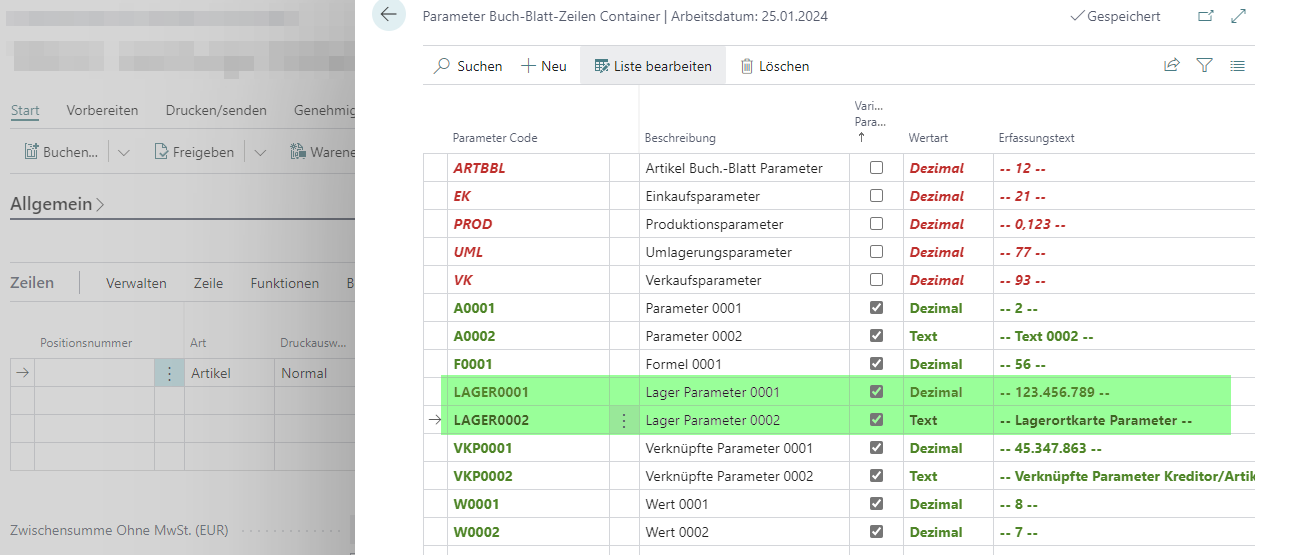 Parameter Buch-Blatt-Zeilen Container | Arbeitsdatum: 25.01.2024
Gespeichert
Suchen Neu Liste bearbeiten Löschen
Start Vorbereiten Drucken/senden Genehmig
Buchen... Freigeben Warene
Allgemein
Zeilen Verwalten Zeile Funktionen B
Positionsnummer Art Druckausw...
Artikel Normal
Zwischensumme Ohne MwSt. (EUR)
Parameter Code Beschreibung Vari... Para... Wertart Erfassungstext
ARTBBL Artikel Buch.-Blatt Parameter Dezimal -- 12 --
EK Einkaufsparameter Dezimal -- 21 --
PROD Produktionsparameter Dezimal -- 0,123 --
UML Umlagerungsparameter Dezimal -- 77 --
VK Verkaufsparameter Dezimal -- 93 --
A0001 Parameter 0001 Dezimal -- 2 --
A0002 Parameter 0002 Text -- Text 0002 --
F0001 Formel 0001 Dezimal -- 56 --
LAGER0001 Lager Parameter 0001 Dezimal -- 123.456.789 --
LAGER0002 Lager Parameter 0002 Text -- Lagerortkarte Parameter --
VKP0001 Verknüpfte Parameter 0001 Dezimal -- 45.347.863 --
VKP0002 Verknüpfte Parameter 0002 Text -- Verknüpfte Parameter Kreditor/Artik
W0001 Wert 0001 Dezimal -- 8 --
W0002 Wert 0002 Dezimal -- 7 --